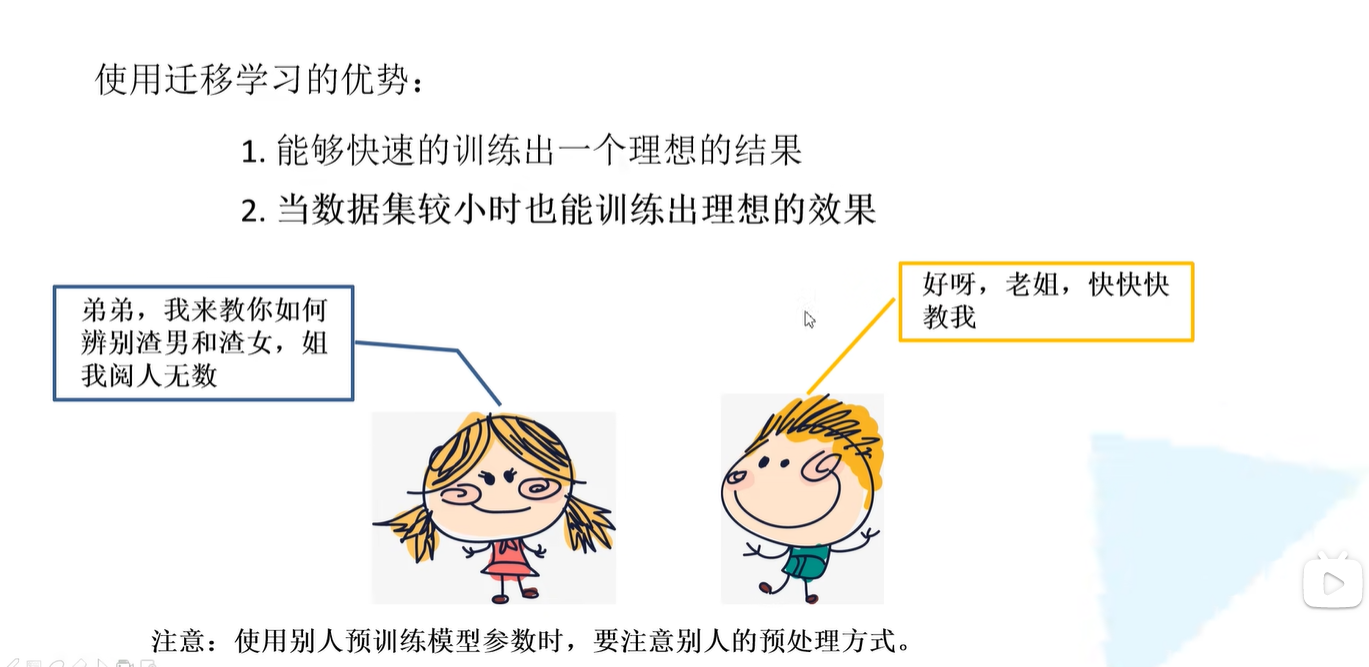 使用迁移学习的优势：
1. 能够快速的训练出一个理想的结果
2. 当数据集较小时也能训练出理想的效果
弟弟，我来教你如何
辨别渣男和渣女，姐
我阅人无数
好呀，老姐，快快快
教我
注意：使用别人预训练模型参数时，要注意别人的预处理方式。